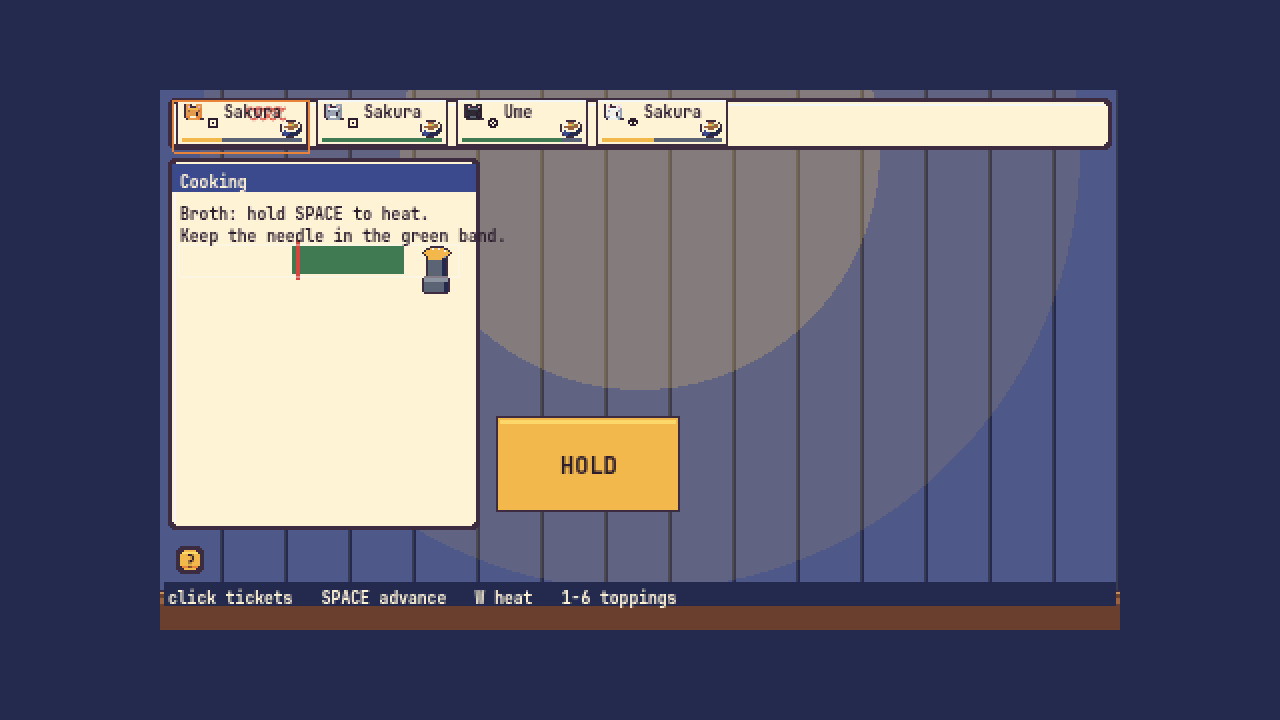 Sakura
Sakura
Ume
Sakura
Cooking
Broth: hold SPACE to heat.
Keep the needle in the green band.
HOLD
?
click tickets SPACE advance W heat 1-6 toppings